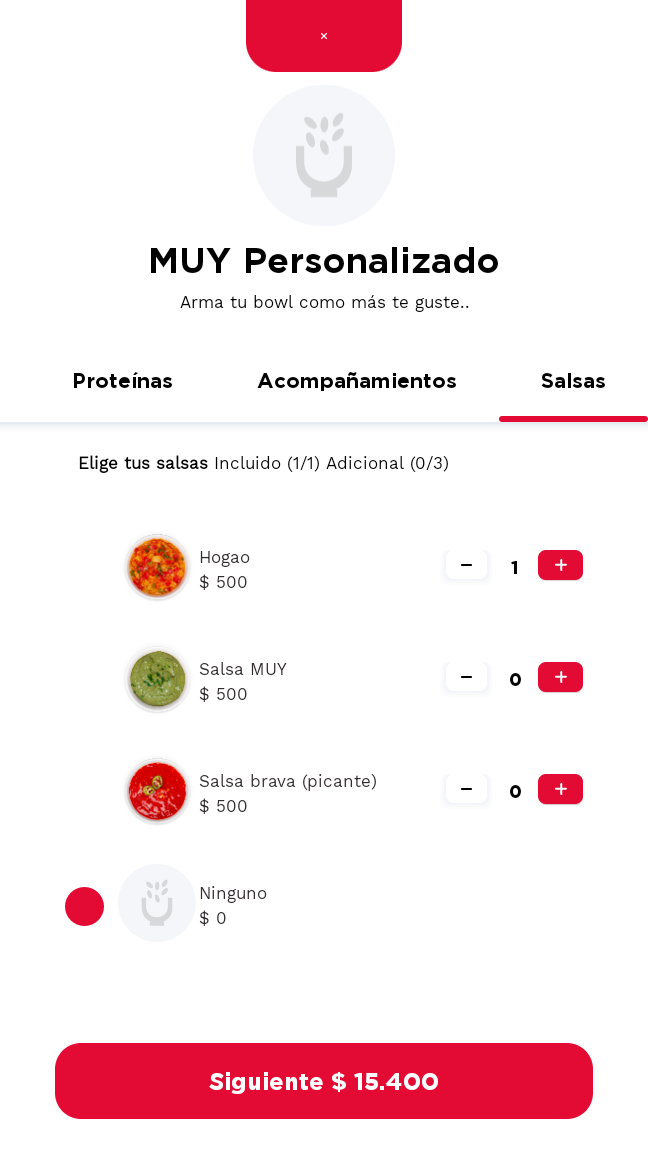 ×
MUY Personalizado
Arma tu bowl como más te guste..
Proteínas Acompañamientos Salsas
Elige tus salsas Incluido (1/1) Adicional (0/3)
Hogao
$ 500
− 1 +
Salsa MUY
$ 500
− 0 +
Salsa brava (picante)
$ 500
− 0 +
Ninguno
$ 0
Siguiente $ 15.400